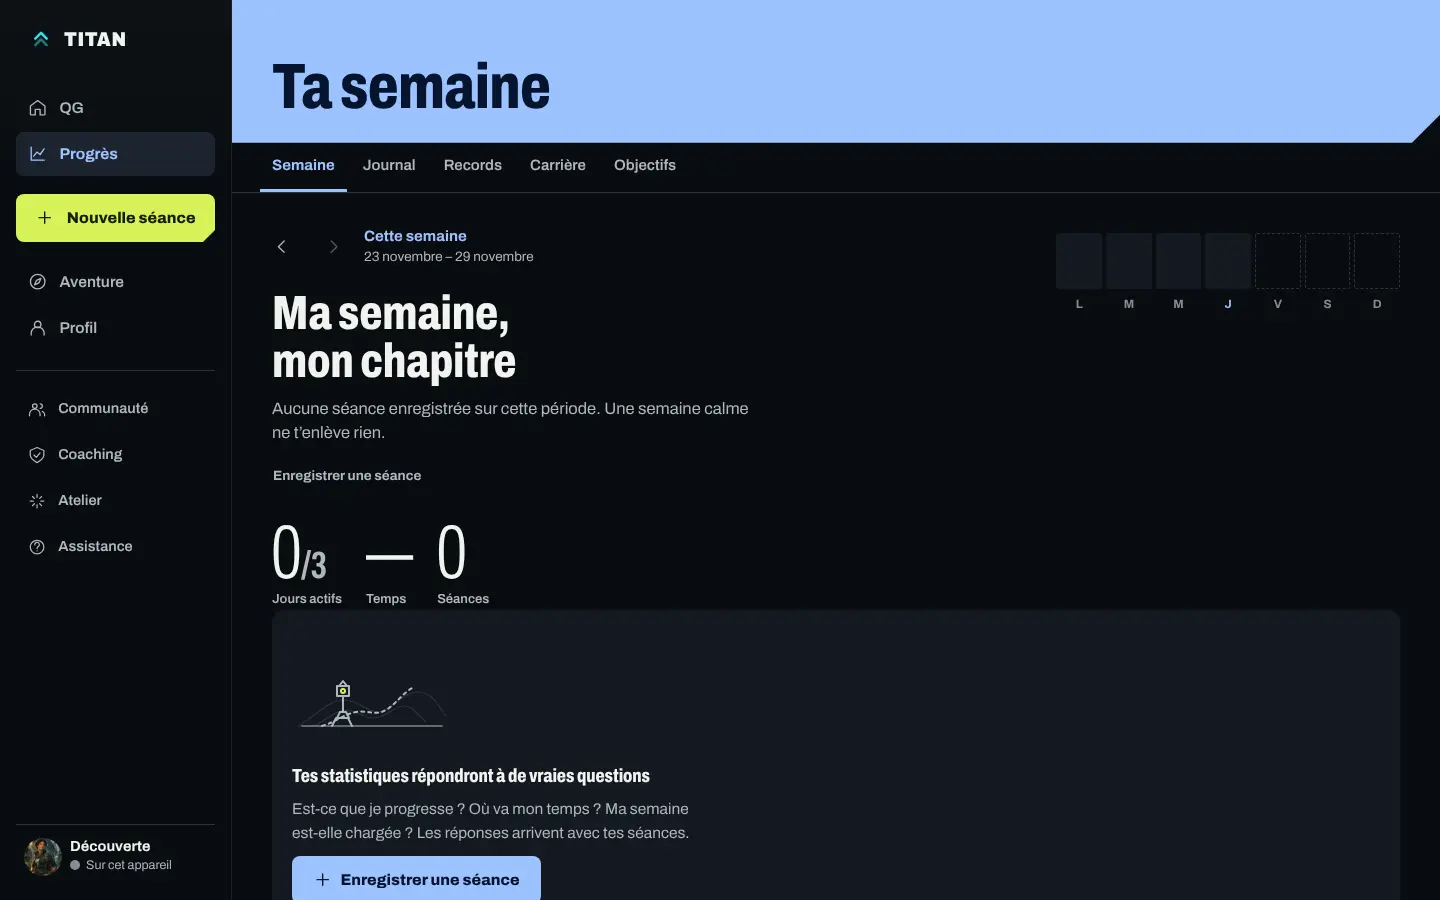 TITAN
QG
Progrès
Nouvelle séance
Aventure
Profil
Communauté
Coaching
Atelier
Assistance
Découverte
Sur cet appareil
Ta semaine
Semaine
Journal
Records
Carrière
Objectifs
Cette semaine
23 novembre – 29 novembre
L
M
M
J
V
S
D
Ma semaine,
mon chapitre
Aucune séance enregistrée sur cette période. Une semaine calme
ne t’enlève rien.
Enregistrer une séance
0/3
—
0
Jours actifs
Temps
Séances
Tes statistiques répondront à de vraies questions
Est-ce que je progresse ? Où va mon temps ? Ma semaine
est-elle chargée ? Les réponses arrivent avec tes séances.
Enregistrer une séance